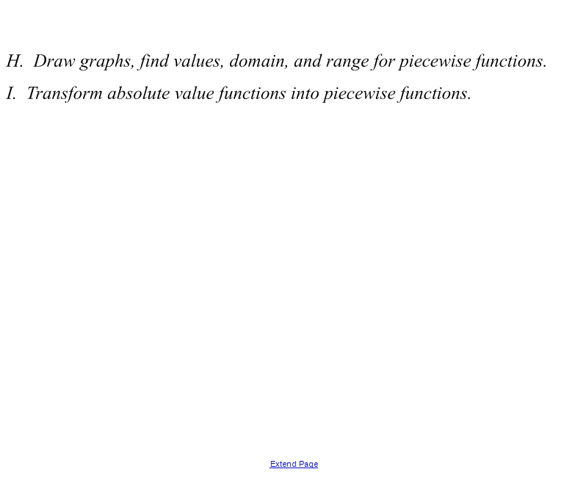 H. Draw graphs, find values, domain, and range for piecewise functions.
I. Transform absolute value functions into piecewise functions.
Extend Page